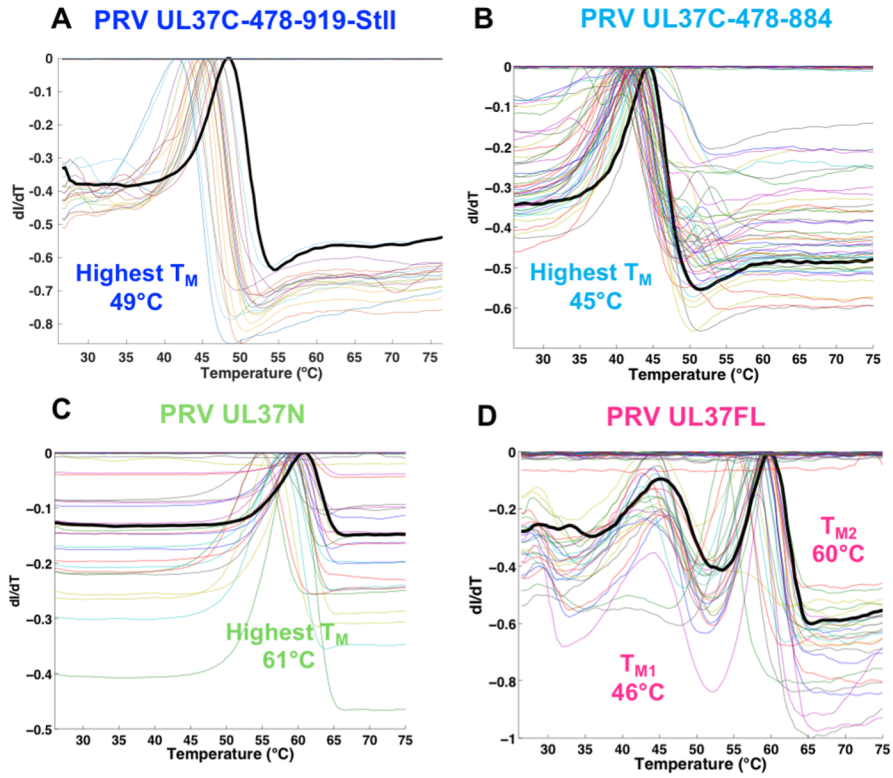 A
PRV UL37C-478-919-StII
0
−0.1
−0.2
−0.3
−0.4
−0.5
−0.6
−0.7
−0.8
dI/dT
Highest TM
49°C
30 35 40 45 50 55 60 65 70 75
Temperature (ºC)
B
PRV UL37C-478-884
0
−0.1
−0.2
−0.3
−0.4
−0.5
−0.6
dI/dT
Highest TM
45°C
30 35 40 45 50 55 60 65 70 75
Temperature (ºC)
C
PRV UL37N
0
−0.1
−0.2
−0.3
−0.4
−0.5
dI/dT
Highest TM
61°C
30 35 40 45 50 55 60 65 70 75
Temperature (ºC)
D
PRV UL37FL
0
−0.2
−0.4
−0.6
−0.8
−1
dI/dT
TM2
60°C
TM1
46°C
30 35 40 45 50 55 60 65 70 75
Temperature (ºC)